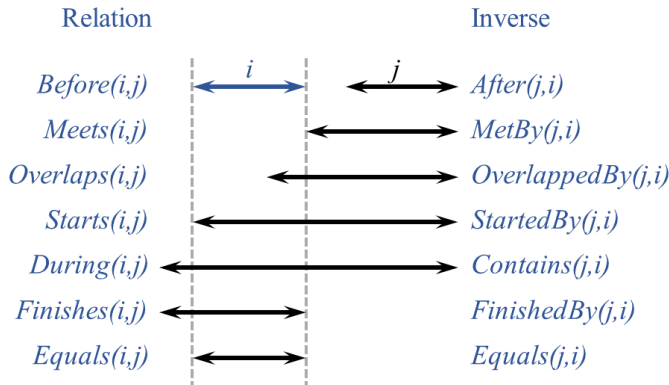 Relation Inverse
Before(i,j) i j After(j,i)
Meets(i,j) MetBy(j,i)
Overlaps(i,j) OverlappedBy(j,i)
Starts(i,j) StartedBy(j,i)
During(i,j) Contains(j,i)
Finishes(i,j) FinishedBy(j,i)
Equals(i,j) Equals(j,i)